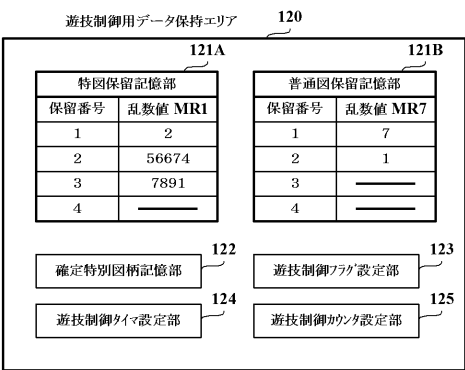 遊技制御用データ保持エリア 120
121A 121B
特図保留記憶部 普通図保留記憶部
保留番号 乱数値 MR1 保留番号 乱数値 MR7
1 2 1 7
2 56674 2 1
3 7891 3
4 4
122 123
確定特別図柄記憶部 遊技制御フラグ設定部
124 125
遊技制御タイマ設定部 遊技制御カウンタ設定部